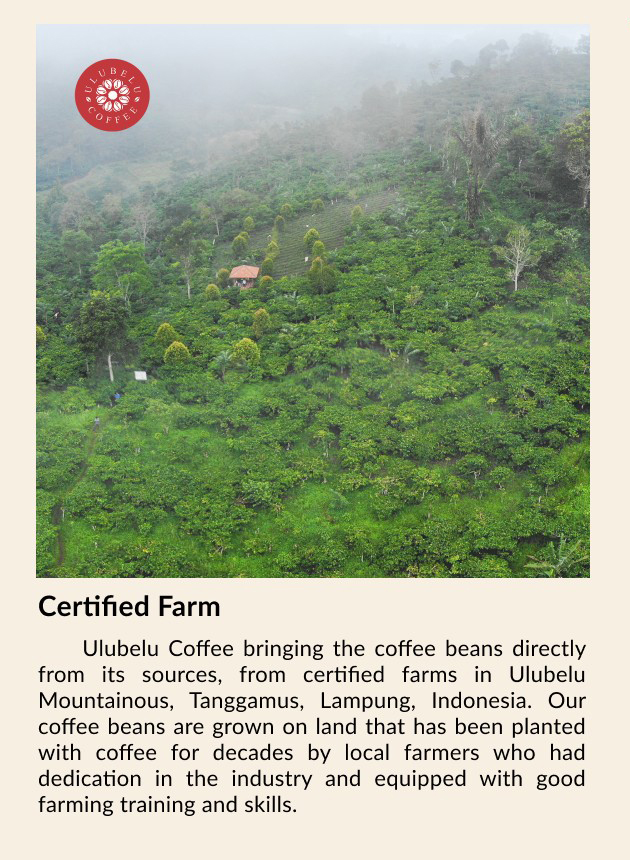 ULUBELU
COFFEE
Certified Farm
Ulubelu Coffee bringing the coffee beans directly
from its sources, from certified farms in Ulubelu
Mountainous, Tanggamus, Lampung, Indonesia. Our
coffee beans are grown on land that has been planted
with coffee for decades by local farmers who had
dedication in the industry and equipped with good
farming training and skills.